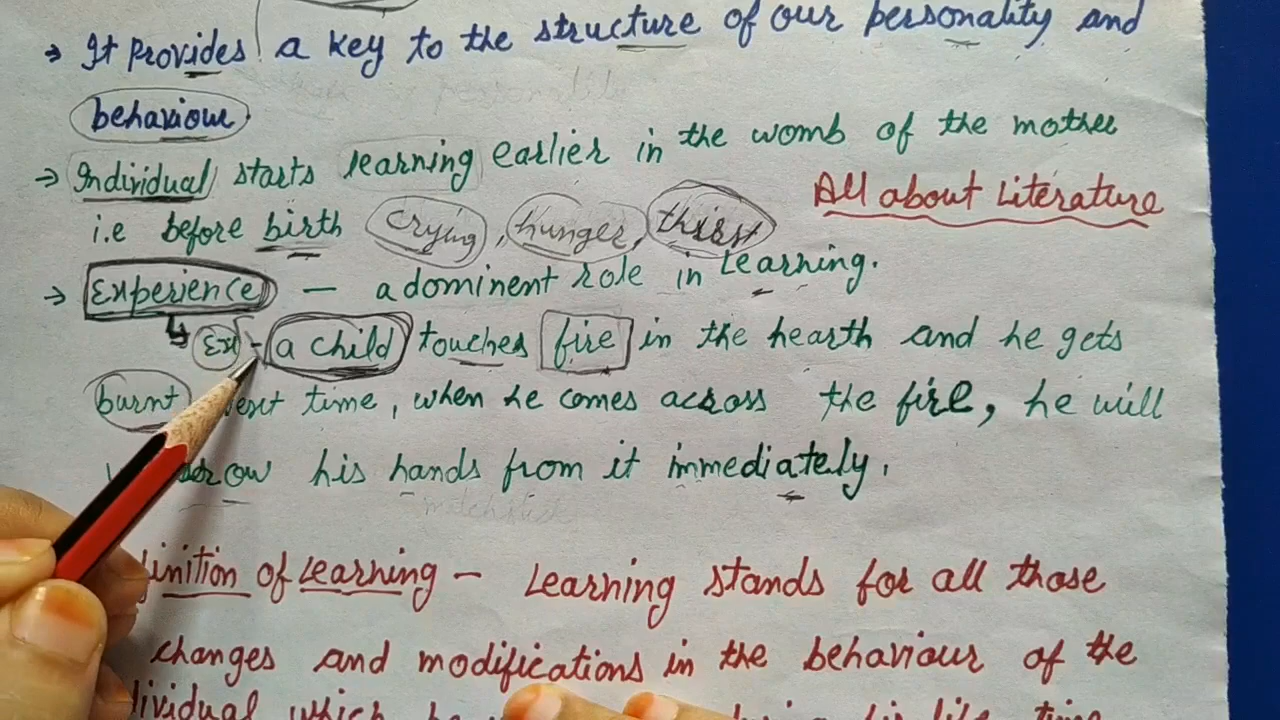 → It provides a key to the structure of our personality and
behaviour
→ Individual starts learning earlier in the womb of the mother
All about Literature
i.e before birth crying, hunger, thirst
→ Experience — a dominent role in Learning.
↳ Ex - a child touches fire in the hearth and he gets
burnt time, when he comes across the fire, he will
his hands from it immediately.
matchstick
of Learning - Learning stands for all those
changes and modifications in the behaviour of the
which